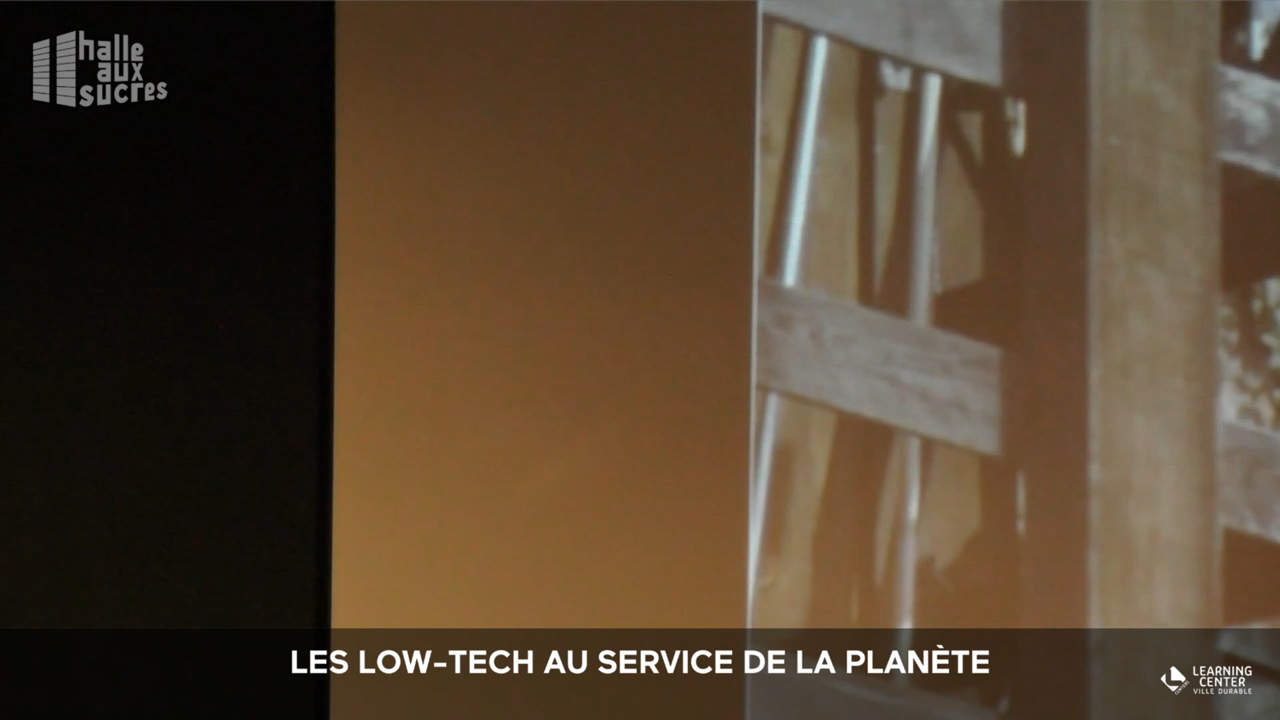 halle
aux
sucres
LES LOW-TECH AU SERVICE DE LA PLANÈTE
LEARNING
CENTER
VILLE DURABLE